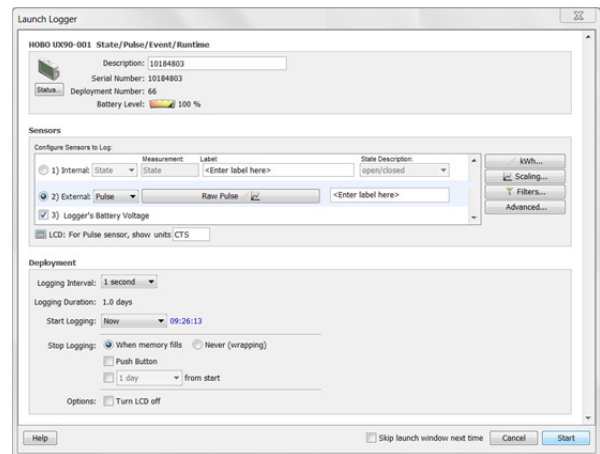 Launch Logger
HOBO UX90-001 State/Pulse/Event/Runtime
Description: 10184803
Serial Number: 10184803
Status... Deployment Number: 66
Battery Level: 100 %
Sensors
Configure Sensors to Log:
Measurement: Label: State Description:
1) Internal: State State <Enter label here> open/closed
2) External: Pulse Raw Pulse <Enter label here>
3) Logger's Battery Voltage
kWh...
Scaling...
Filters...
Advanced...
LCD: For Pulse sensor, show units CTS
Deployment
Logging Interval: 1 second
Logging Duration: 1.0 days
Start Logging: Now 09:26:13
Stop Logging: When memory fills Never (wrapping)
Push Button
1 day from start
Options: Turn LCD off
Help Skip launch window next time Cancel Start